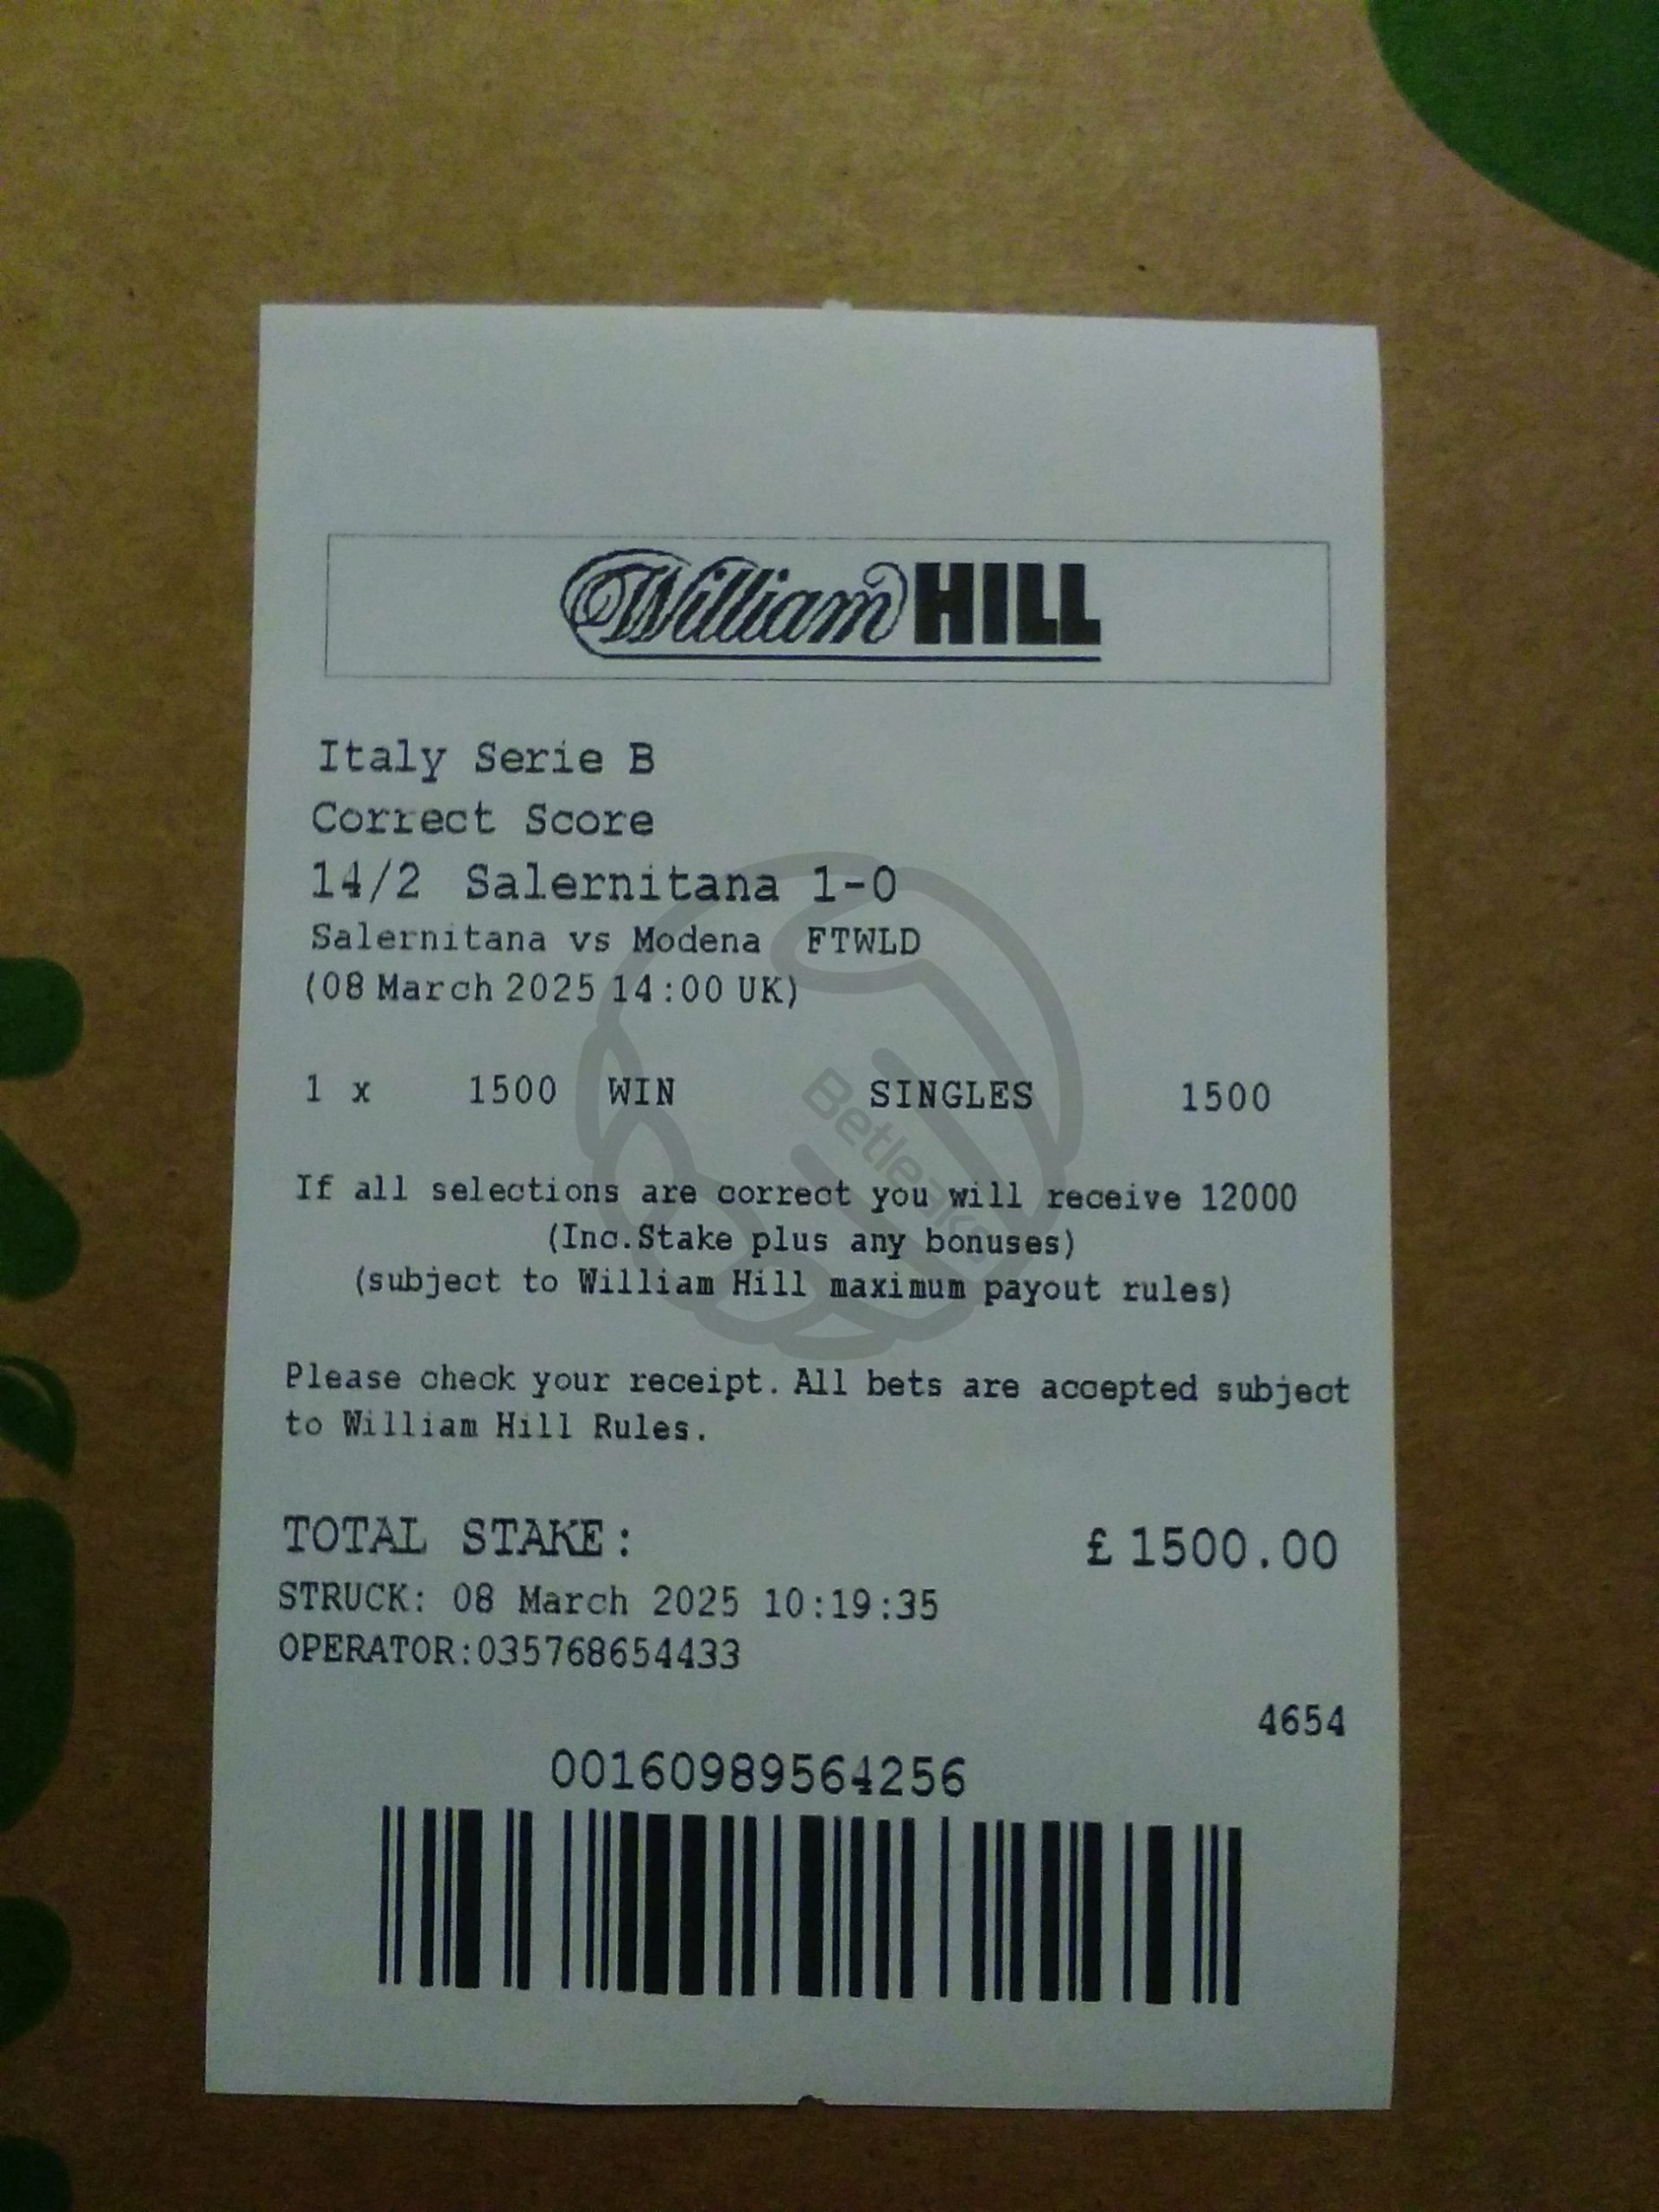 William HILL
Italy Serie B
Correct Score
14/2 Salernitana 1-0
Salernitana vs Modena FTWLD
(08 March 2025 14:00 UK)
1 x 1500 WIN SINGLES 1500
Betleaks
If all selections are correct you will receive 12000
(Inc.Stake plus any bonuses)
(subject to William Hill maximum payout rules)
Please check your receipt. All bets are accepted subject
to William Hill Rules.
TOTAL STAKE: £ 1500.00
STRUCK: 08 March 2025 10:19:35
OPERATOR:035768654433
4654
00160989564256